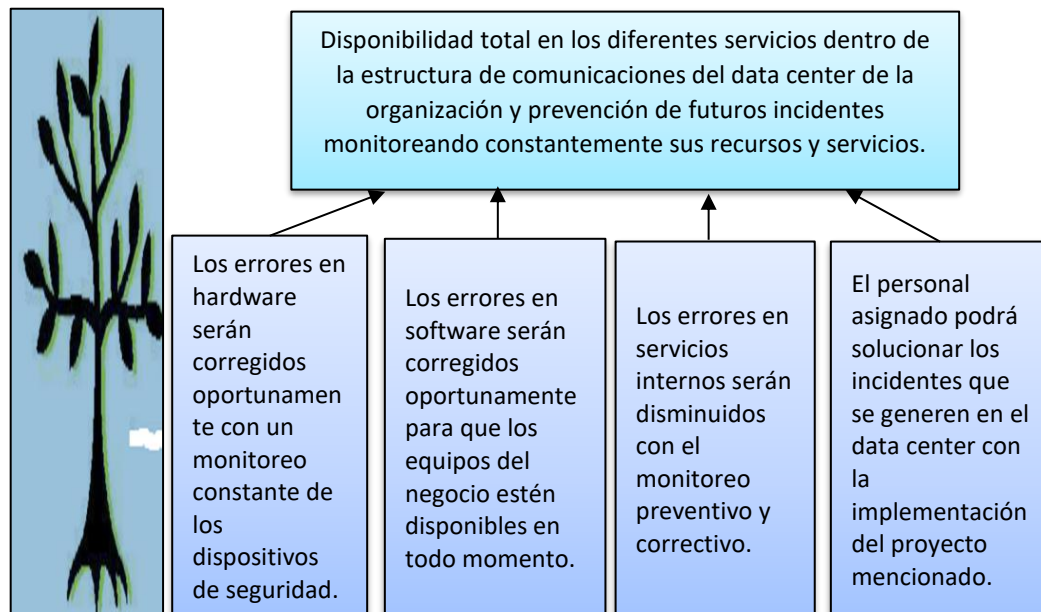 Disponibilidad total en los diferentes servicios dentro de
la estructura de comunicaciones del data center de la
organización y prevención de futuros incidentes
monitoreando constantemente sus recursos y servicios.
Los errores en
hardware
serán
corregidos
oportunamen
te con un
monitoreo
constante de
los
dispositivos
de seguridad.
Los errores en
software serán
corregidos
oportunamente
para que los
equipos del
negocio estén
disponibles en
todo momento.
Los errores en
servicios
internos serán
disminuidos
con el
monitoreo
preventivo y
correctivo.
El personal
asignado podrá
solucionar los
incidentes que
se generen en el
data center con
la
implementación
del proyecto
mencionado.